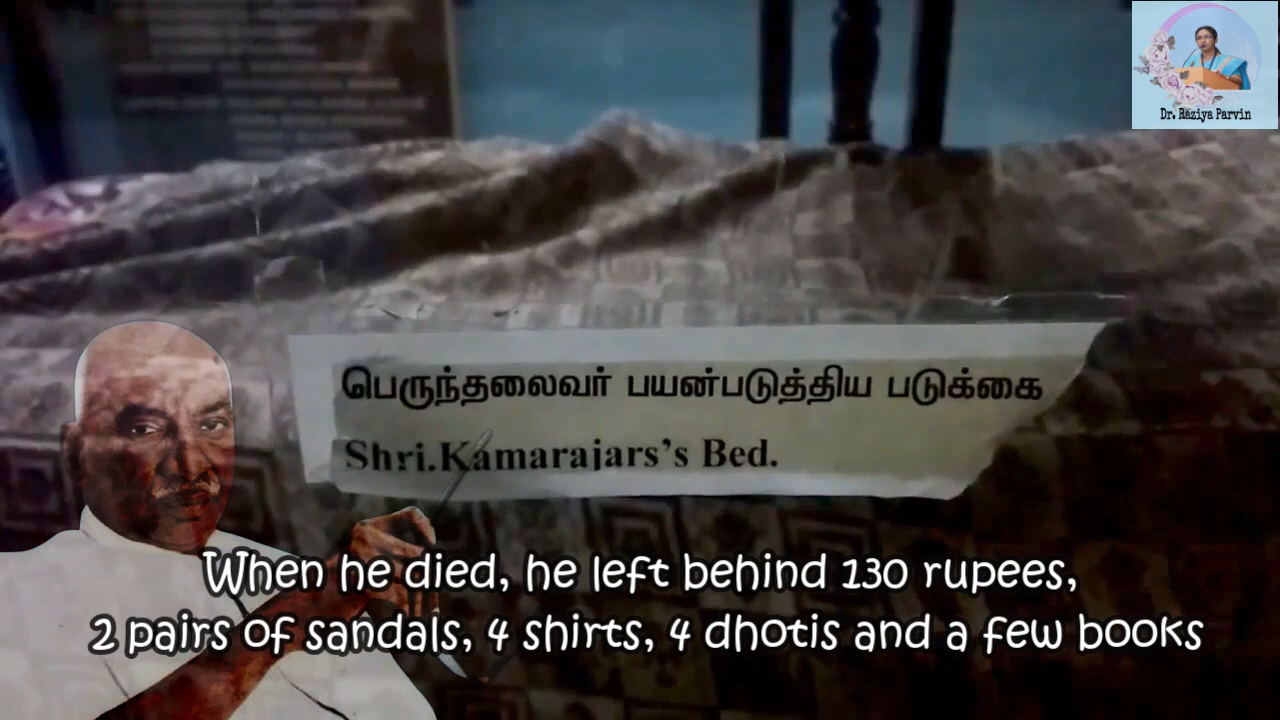 Dr. Raziya Parvin
பெருந்தலைவர் பயன்படுத்திய படுக்கை
Shri.Kamarajars's Bed.
When he died, he left behind 130 rupees,
2 pairs of sandals, 4 shirts, 4 dhotis and a few books